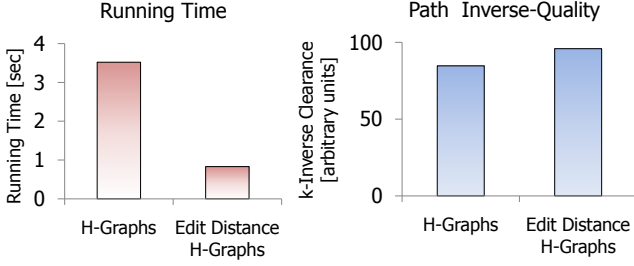 Running Time
Running Time [sec]
4
3
2
1
0
H-Graphs
Edit Distance
H-Graphs
Path Inverse-Quality
k-Inverse Clearance
[arbitrary units]
100
50
0
H-Graphs
Edit Distance
H-Graphs